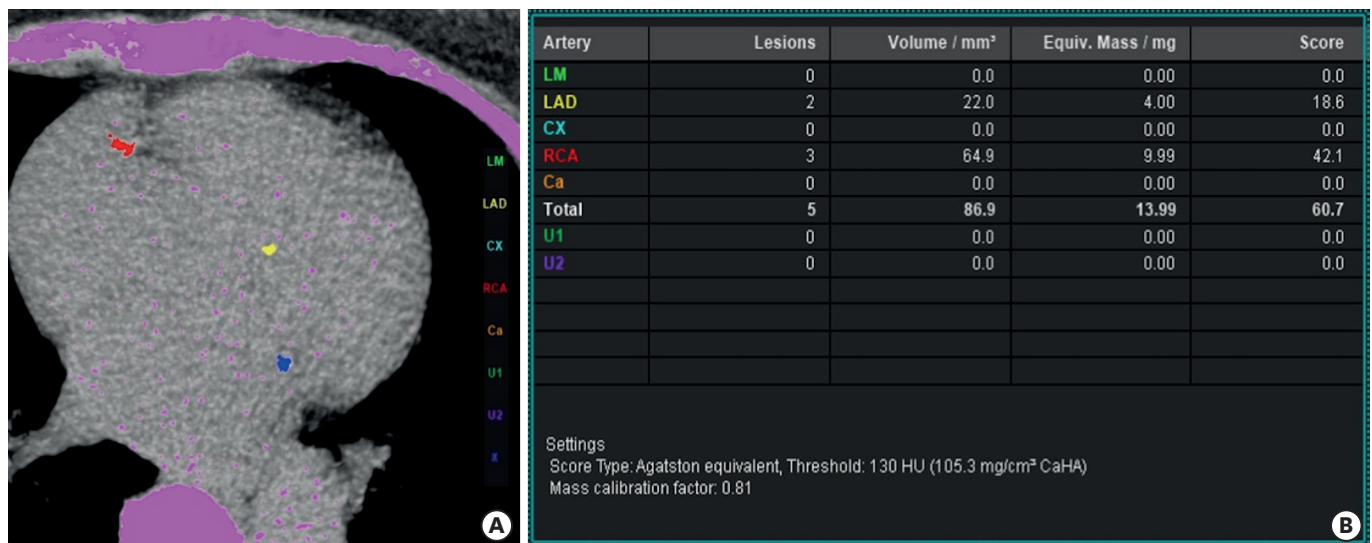 LM
LAD
CX
RCA
Ca
U1
U2
X
A
Artery Lesions Volume / mm³ Equiv. Mass / mg Score
LM 0 0.0 0.00 0.0
LAD 2 22.0 4.00 18.6
CX 0 0.0 0.00 0.0
RCA 3 64.9 9.99 42.1
Ca 0 0.0 0.00 0.0
Total 5 86.9 13.99 60.7
U1 0 0.0 0.00 0.0
U2 0 0.0 0.00 0.0
Settings
Score Type: Agatston equivalent, Threshold: 130 HU (105.3 mg/cm³ CaHA)
Mass calibration factor: 0.81
B